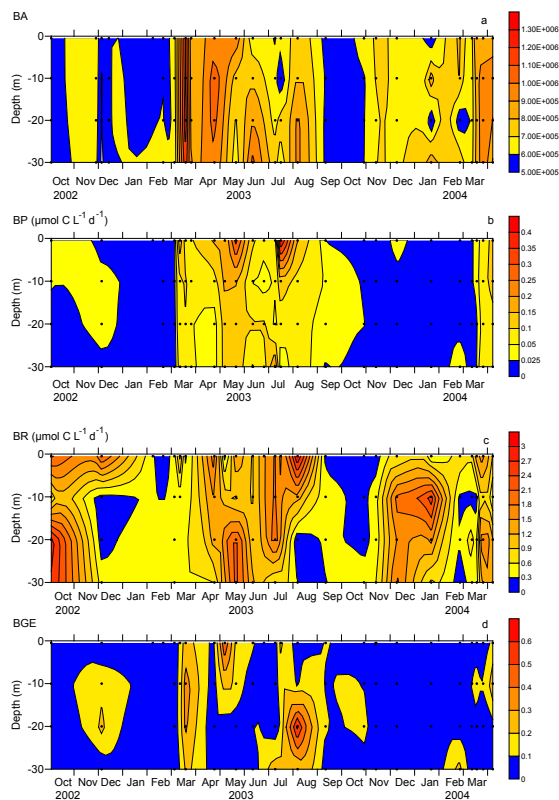 BA
a
Depth (m)
0
-10
-20
-30
Oct Nov Dec Jan Feb Mar Apr May Jun Jul Aug Sep Oct Nov Dec Jan Feb Mar
2002 2003 2004
1.30E+006
1.00E+006
9.00E+005
8.00E+005
7.00E+005
6.00E+005
5.00E+005
BP (µmol C L⁻¹ d⁻¹)
b
Depth (m)
0
-10
-20
-30
Oct Nov Dec Jan Feb Mar Apr May Jun Jul Aug Sep Oct Nov Dec Jan Feb Mar
2002 2003 2004
0.4
0.35
0.3
0.25
0.2
0.15
0.1
0.05
0.025
0
BR (µmol C L⁻¹ d⁻¹)
c
Depth (m)
0
-10
-20
-30
Oct Nov Dec Jan Feb Mar Apr May Jun Jul Aug Sep Oct Nov Dec Jan Feb Mar
2002 2003 2004
3
2.7
2.4
2.1
1.8
1.5
1.2
0.9
0.6
0.3
0
BGE
d
Depth (m)
0
-10
-20
-30
Oct Nov Dec Jan Feb Mar Apr May Jun Jul Aug Sep Oct Nov Dec Jan Feb Mar
2002 2003 2004
0.6
0.5
0.4
0.3
0.2
0.1
0